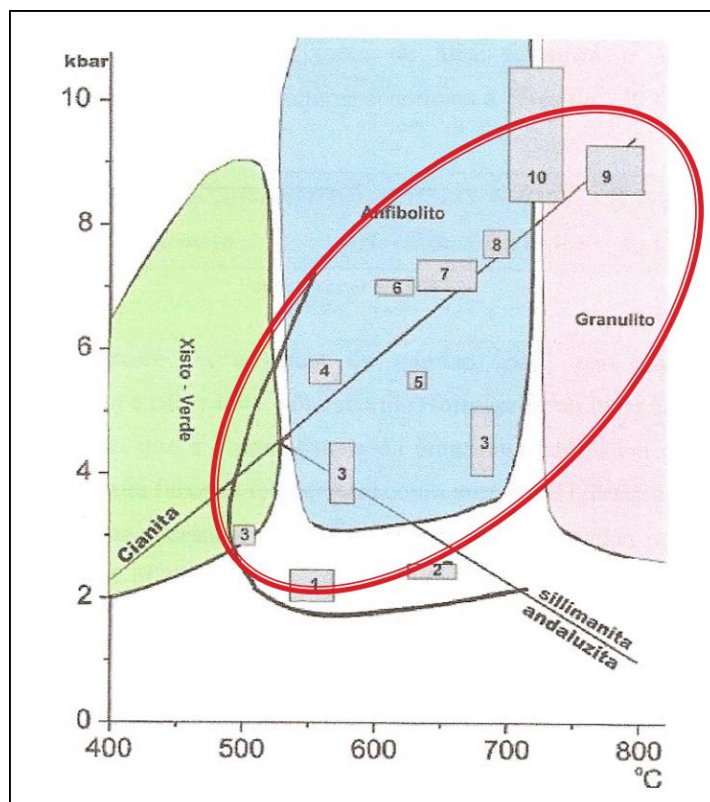 kbar
10
8
6
4
2
0
400
500
600
700
800
°C
Xisto - Verde
Anfibolito
Granulito
Cianita
sillimanita
andaluzita
10
9
8
7
6
4
5
3
3
3
1
2